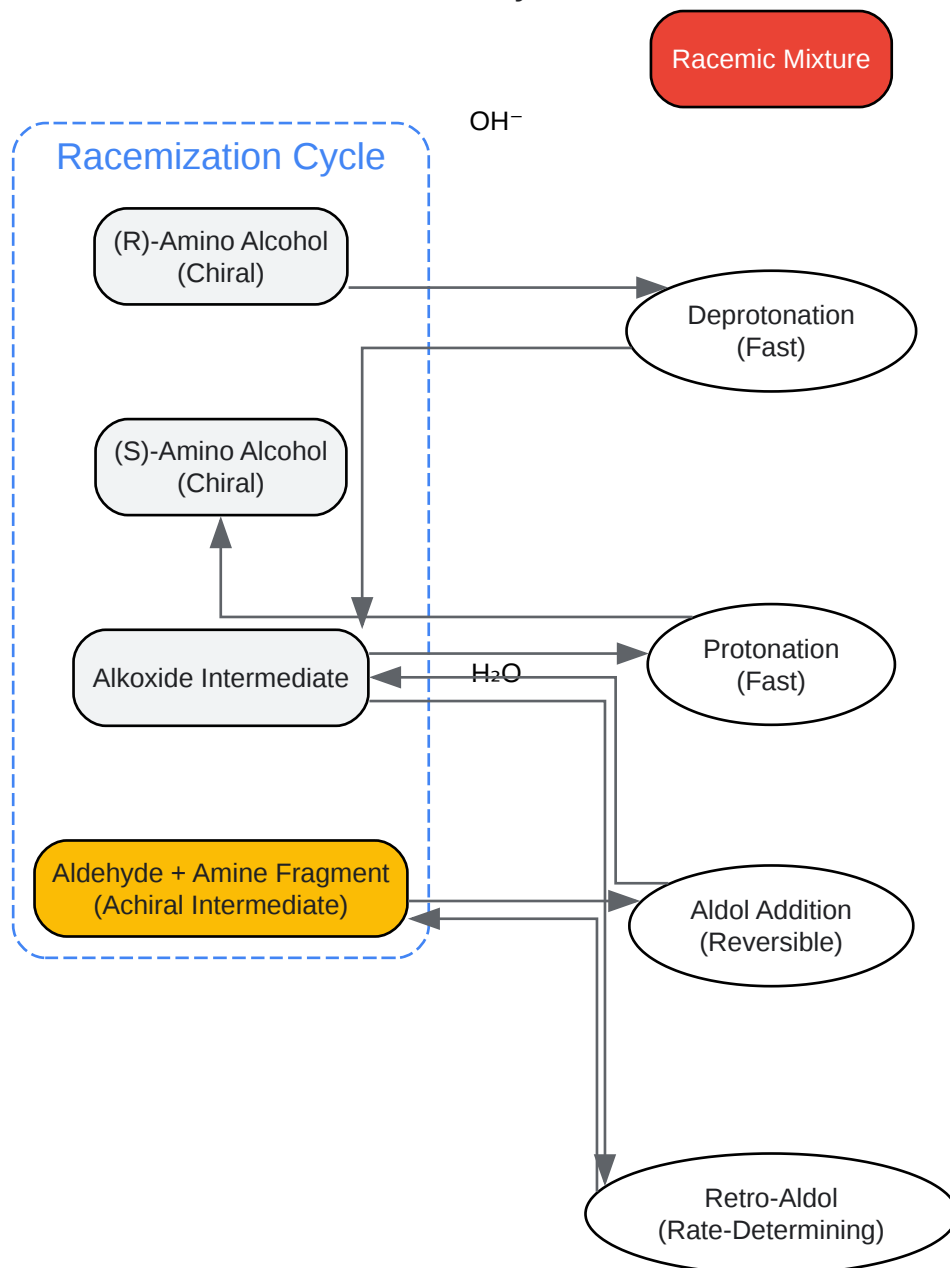 Racemic Mixture
OH⁻
Racemization Cycle
(R)-Amino Alcohol
(Chiral)
Deprotonation
(Fast)
(S)-Amino Alcohol
(Chiral)
Alkoxide Intermediate
H₂O
Protonation
(Fast)
Aldehyde + Amine Fragment
(Achiral Intermediate)
Aldol Addition
(Reversible)
Retro-Aldol
(Rate-Determining)